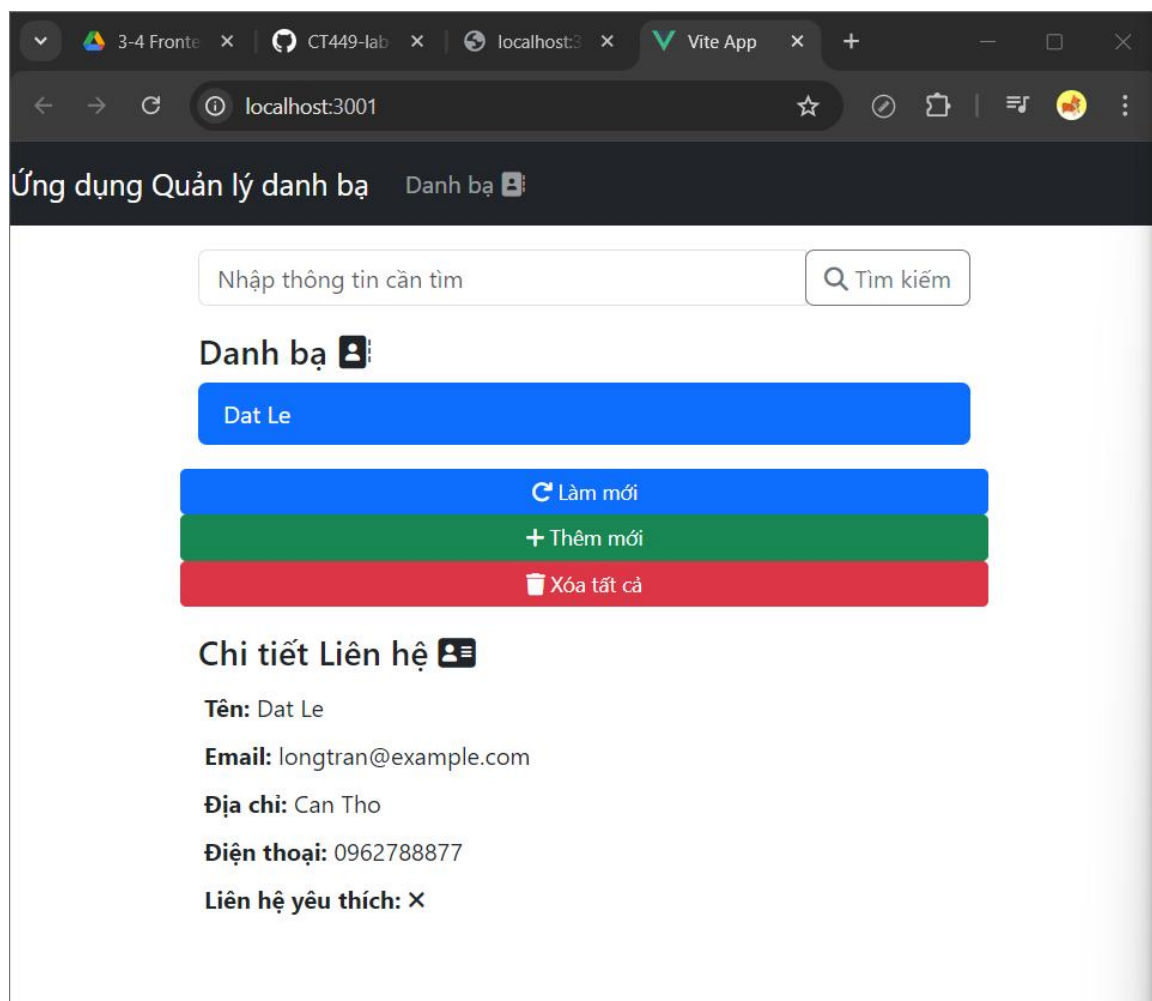 3-4 Fronte CT449-lab localhost:3 Vite App
localhost:3001
Ứng dụng Quản lý danh bạ Danh bạ
Nhập thông tin cần tìm Tìm kiếm
Danh bạ
Dat Le
Làm mới
Thêm mới
Xóa tất cả
Chi tiết Liên hệ
Tên: Dat Le
Email: longtran@example.com
Địa chỉ: Can Tho
Điện thoại: 0962788877
Liên hệ yêu thích: